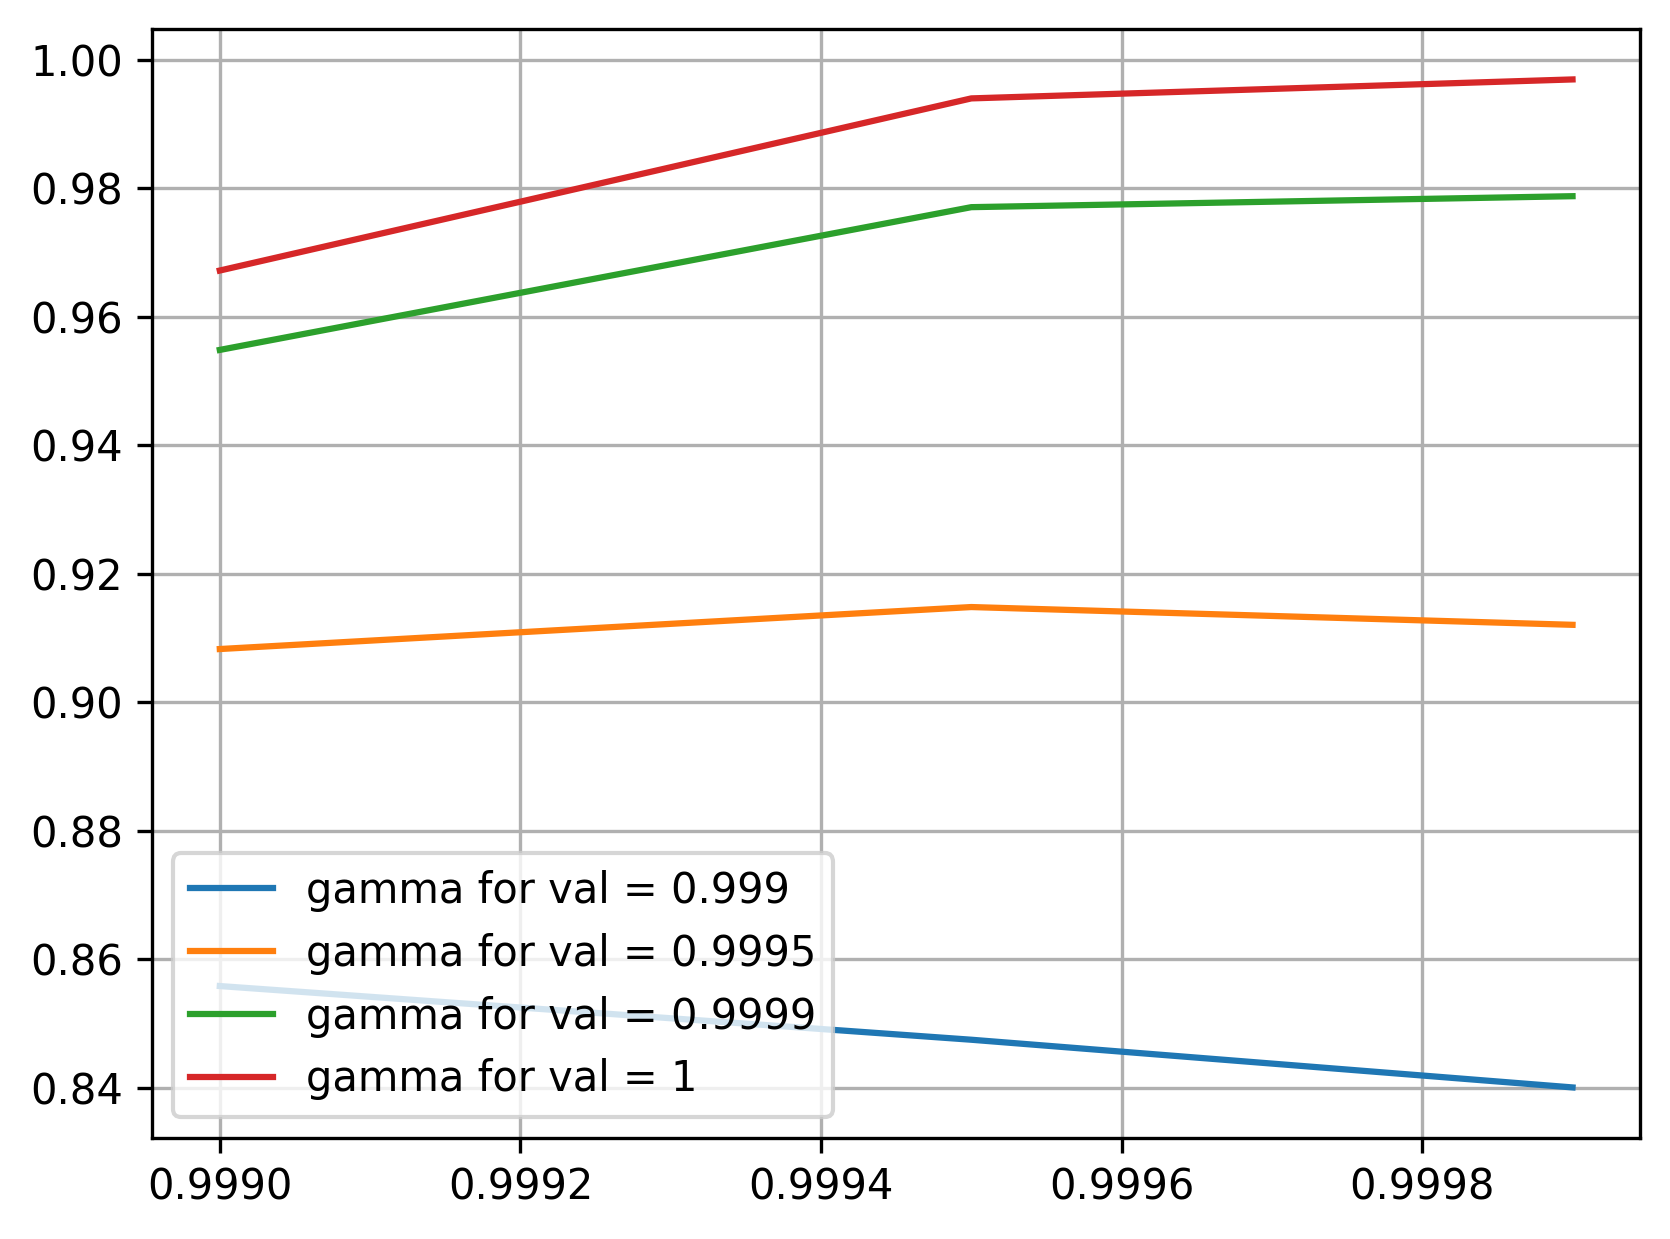 1.00
0.98
0.96
0.94
0.92
0.90
0.88
0.86
0.84
gamma for val = 0.999
gamma for val = 0.9995
gamma for val = 0.9999
gamma for val = 1
0.9990 0.9992 0.9994 0.9996 0.9998